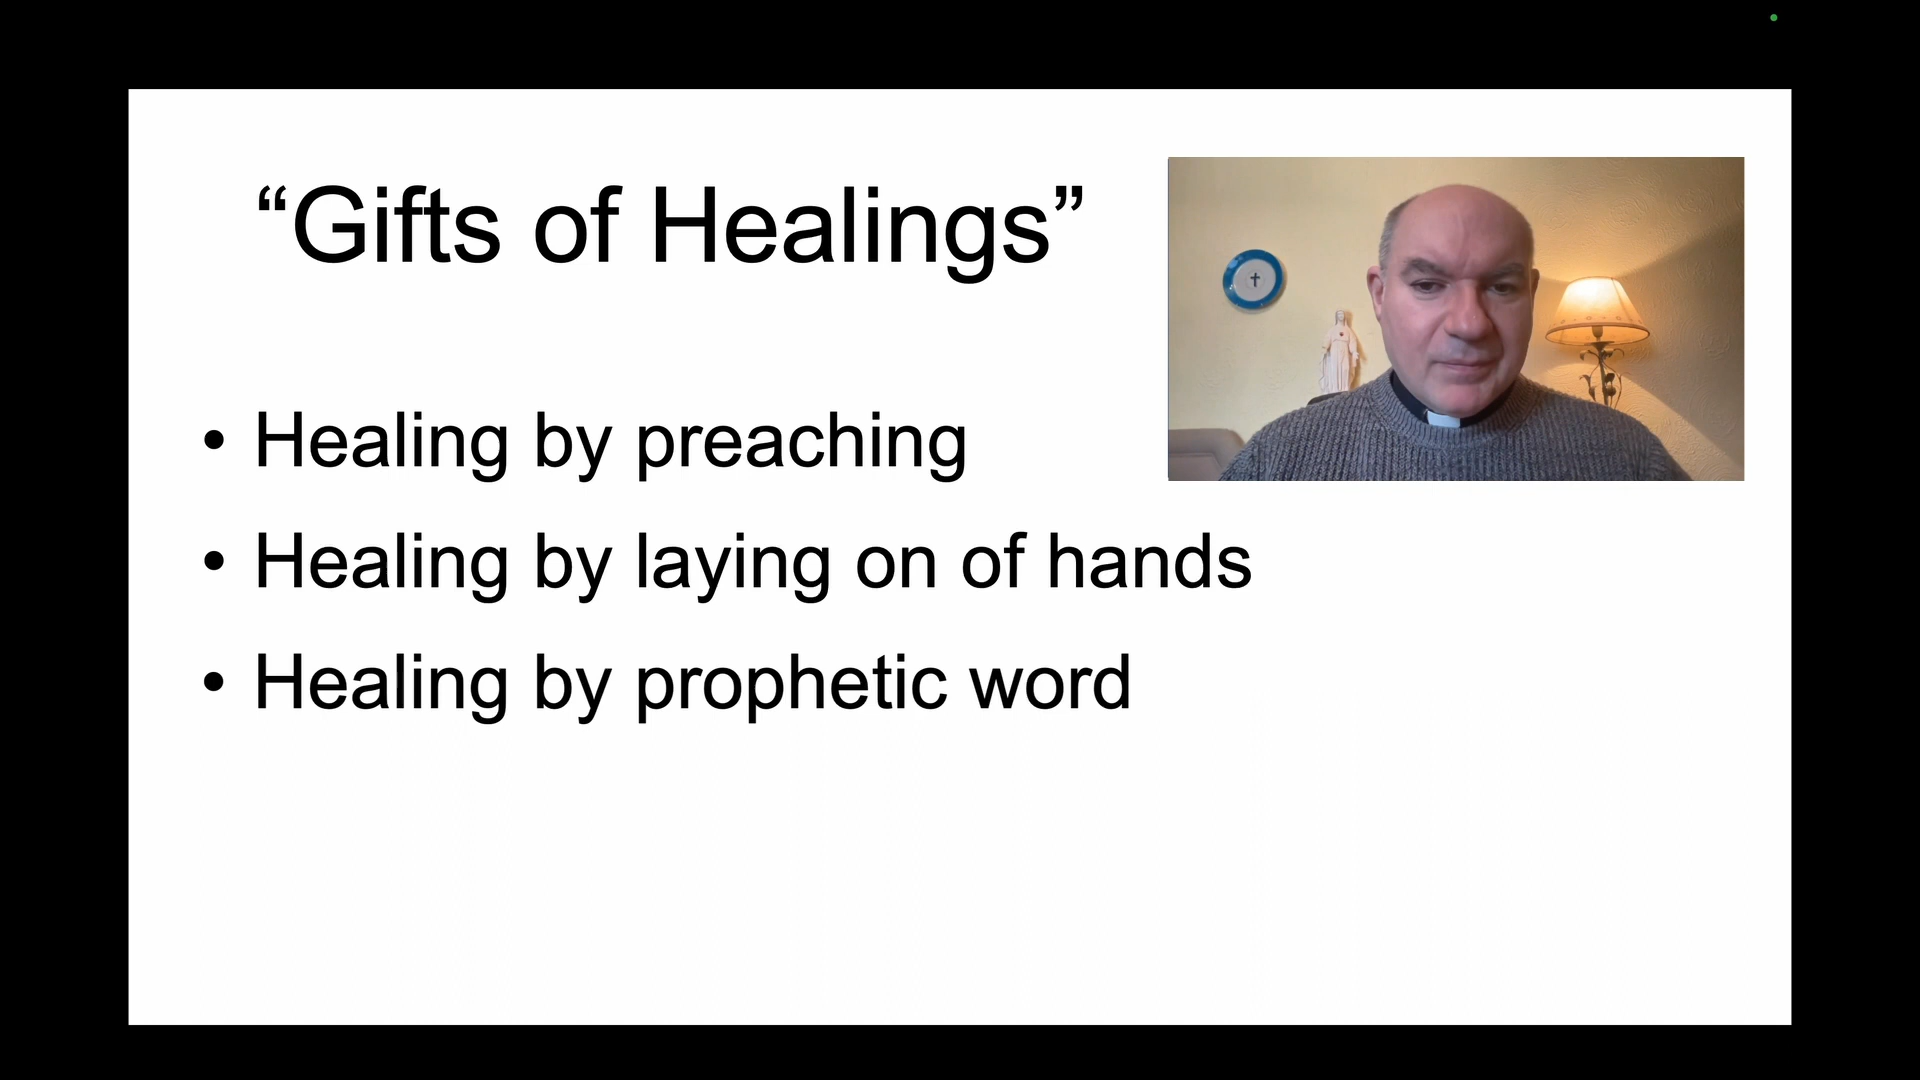 “Gifts of Healings”
• Healing by preaching
• Healing by laying on of hands
• Healing by prophetic word